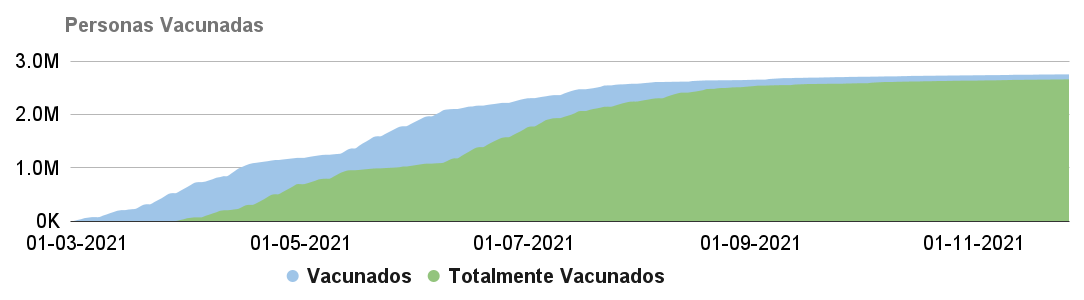 Personas Vacunadas
3.0M
2.0M
1.0M
0K
01-03-2021 01-05-2021 01-07-2021 01-09-2021 01-11-2021
Vacunados Totalmente Vacunados